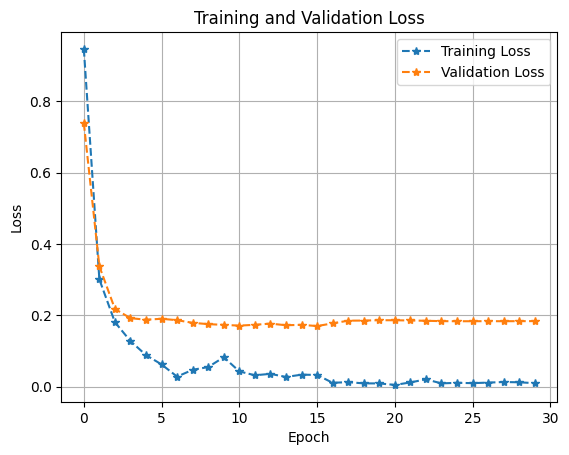 Training and Validation Loss
Training Loss
Validation Loss
0.8
0.6
0.4
0.2
0.0
Loss
0 5 10 15 20 25 30
Epoch